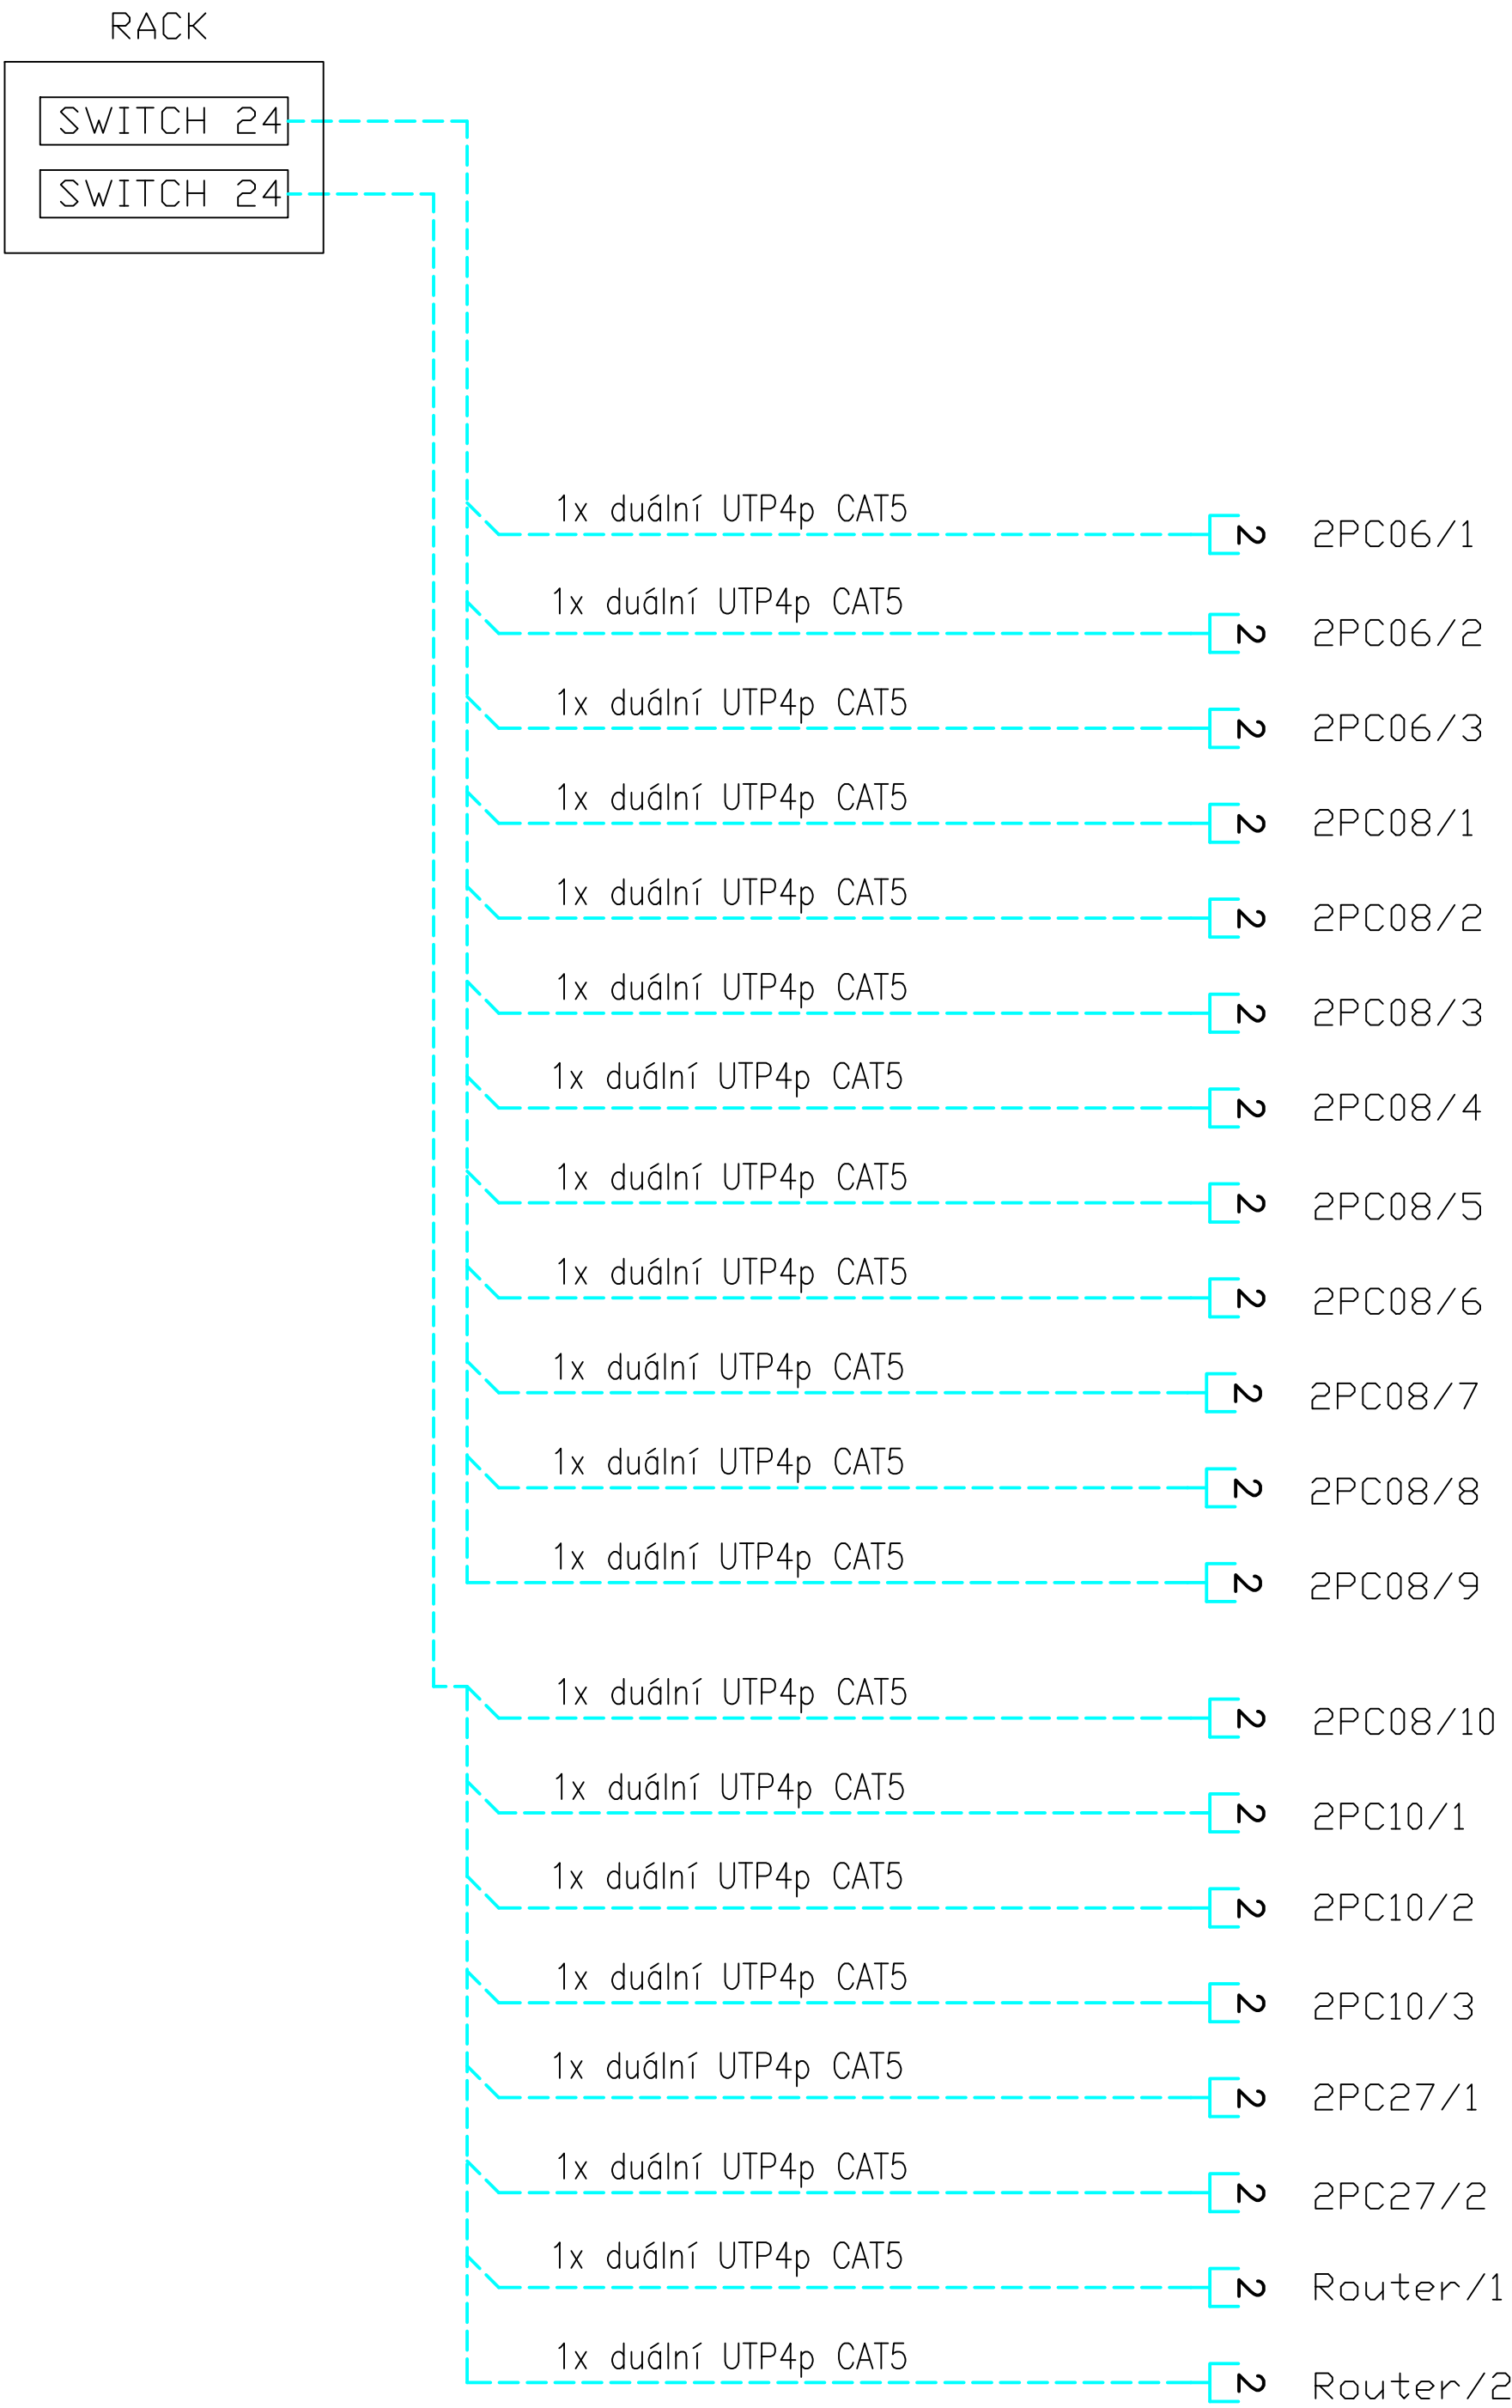 RACK
SWITCH 24
SWITCH 24
1x duální UTP4p CAT5 2 2PC06/1
1x duální UTP4p CAT5 2 2PC06/2
1x duální UTP4p CAT5 2 2PC06/3
1x duální UTP4p CAT5 2 2PC08/1
1x duální UTP4p CAT5 2 2PC08/2
1x duální UTP4p CAT5 2 2PC08/3
1x duální UTP4p CAT5 2 2PC08/4
1x duální UTP4p CAT5 2 2PC08/5
1x duální UTP4p CAT5 2 2PC08/6
1x duální UTP4p CAT5 2 2PC08/7
1x duální UTP4p CAT5 2 2PC08/8
1x duální UTP4p CAT5 2 2PC08/9
1x duální UTP4p CAT5 2 2PC08/10
1x duální UTP4p CAT5 2 2PC10/1
1x duální UTP4p CAT5 2 2PC10/2
1x duální UTP4p CAT5 2 2PC10/3
1x duální UTP4p CAT5 2 2PC27/1
1x duální UTP4p CAT5 2 2PC27/2
1x duální UTP4p CAT5 2 Router/1
1x duální UTP4p CAT5 2 Router/2